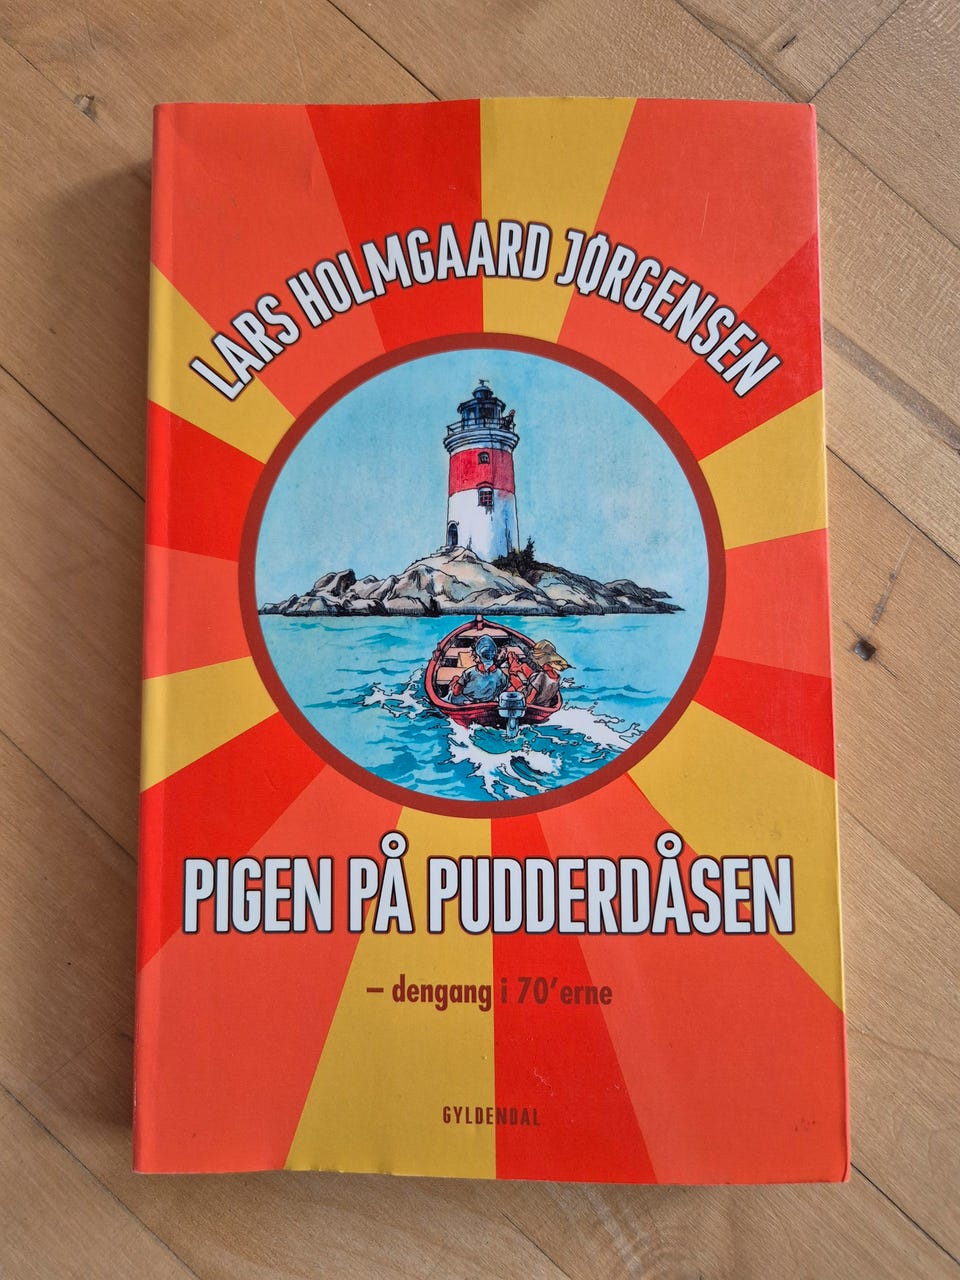 LARS HOLMGAARD JØRGENSEN
PIGEN PÅ PUDDERDÅSEN
– dengang i 70'erne
GYLDENDAL